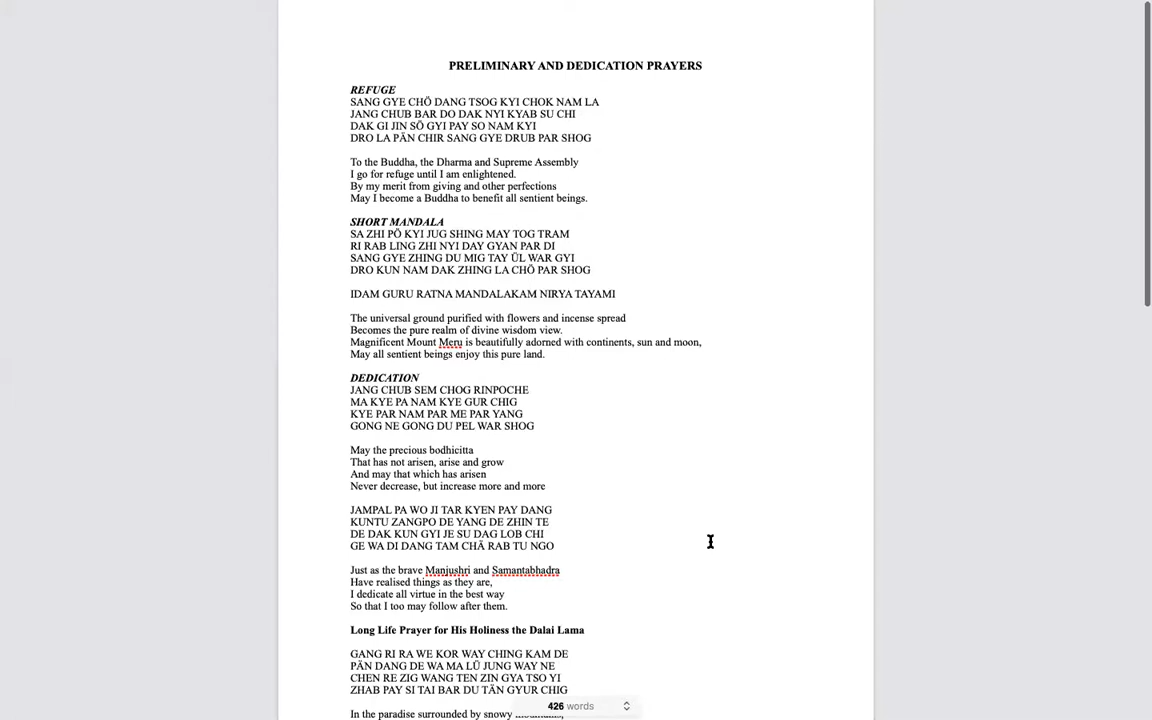 PRELIMINARY AND DEDICATION PRAYERS
REFUGE
SANG GYE CHÖ DANG TSOG KYI CHOK NAM LA
JANG CHUB BAR DO DAK NYI KYAB SU CHI
DAK GI JIN SÖ GYI PAY SO NAM KYI
DRO LA PÄN CHIR SANG GYE DRUB PAR SHOG
To the Buddha, the Dharma and Supreme Assembly
I go for refuge until I am enlightened.
By my merit from giving and other perfections
May I become a Buddha to benefit all sentient beings.
SHORT MANDALA
SA ZHI PÖ KYI JUG SHING MAY TOG TRAM
RI RAB LING ZHI NYI DAY GYAN PAR DI
SANG GYE ZHING DU MIG TAY ÜL WAR GYI
DRO KUN NAM DAK ZHING LA CHÖ PAR SHOG
IDAM GURU RATNA MANDALAKAM NIRYA TAYAMI
The universal ground purified with flowers and incense spread
Becomes the pure realm of divine wisdom view.
Magnificent Mount Meru is beautifully adorned with continents, sun and moon,
May all sentient beings enjoy this pure land.
DEDICATION
JANG CHUB SEM CHOG RINPOCHE
MA KYE PA NAM KYE GUR CHIG
KYE PAR NAM PAR ME PAR YANG
GONG NE GONG DU PEL WAR SHOG
May the precious bodhicitta
That has not arisen, arise and grow
And may that which has arisen
Never decrease, but increase more and more
JAMPAL PA WO JI TAR KYEN PAY DANG
KUNTU ZANGPO DE YANG DE ZHIN TE
DE DAK KUN GYI JE SU DAG LOB CHI
GE WA DI DANG TAM CHÄ RAB TU NGO
Just as the brave Manjushri and Samantabhadra
Have realised things as they are,
I dedicate all virtue in the best way
So that I too may follow after them.
Long Life Prayer for His Holiness the Dalai Lama
GANG RI RA WE KOR WAY CHING KAM DE
PÄN DANG DE WA MA LÜ JUNG WAY NE
CHEN RE ZIG WANG TEN ZIN GYA TSO YI
ZHAB PAY SI TAI BAR DU TÄN GYUR CHIG
426 words
In the paradise surrounded by snowy